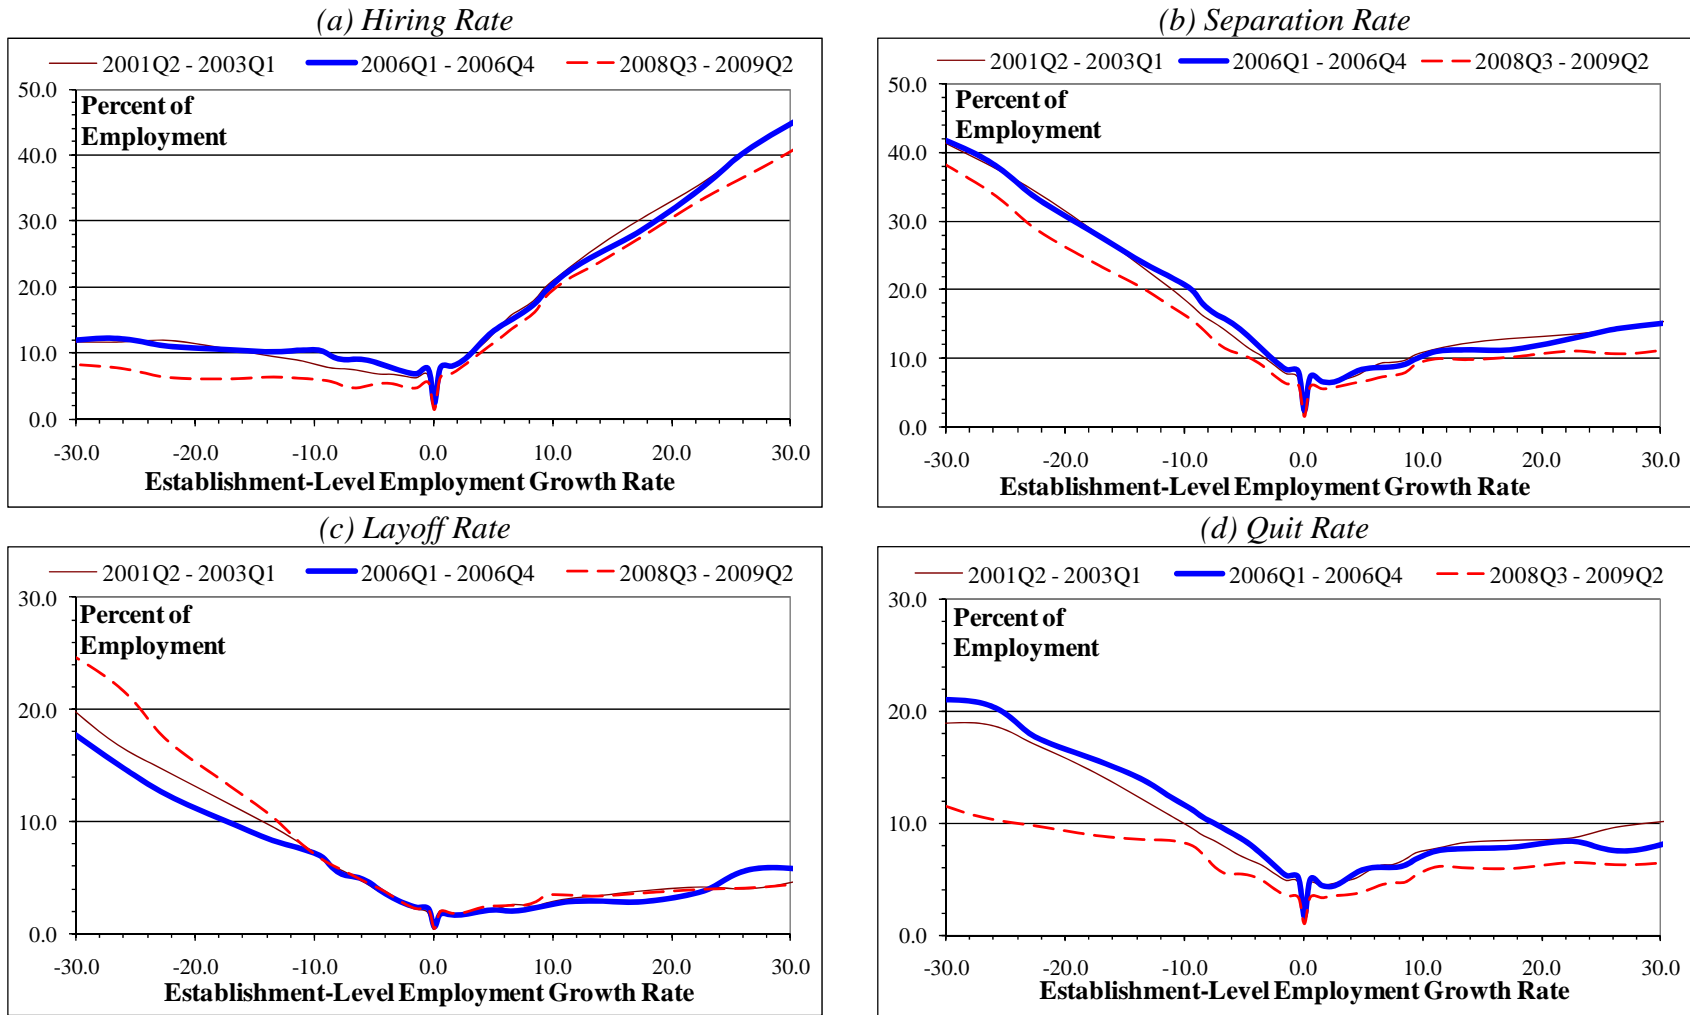 (a) Hiring Rate
2001Q2 - 2003Q1 2006Q1 - 2006Q4 2008Q3 - 2009Q2
Percent of
Employment
50.0
40.0
30.0
20.0
10.0
0.0
-30.0 -20.0 -10.0 0.0 10.0 20.0 30.0
Establishment-Level Employment Growth Rate
(b) Separation Rate
2001Q2 - 2003Q1 2006Q1 - 2006Q4 2008Q3 - 2009Q2
Percent of
Employment
50.0
40.0
30.0
20.0
10.0
0.0
-30.0 -20.0 -10.0 0.0 10.0 20.0 30.0
Establishment-Level Employment Growth Rate
(c) Layoff Rate
2001Q2 - 2003Q1 2006Q1 - 2006Q4 2008Q3 - 2009Q2
Percent of
Employment
30.0
20.0
10.0
0.0
-30.0 -20.0 -10.0 0.0 10.0 20.0 30.0
Establishment-Level Employment Growth Rate
(d) Quit Rate
2001Q2 - 2003Q1 2006Q1 - 2006Q4 2008Q3 - 2009Q2
Percent of
Employment
30.0
20.0
10.0
0.0
-30.0 -20.0 -10.0 0.0 10.0 20.0 30.0
Establishment-Level Employment Growth Rate